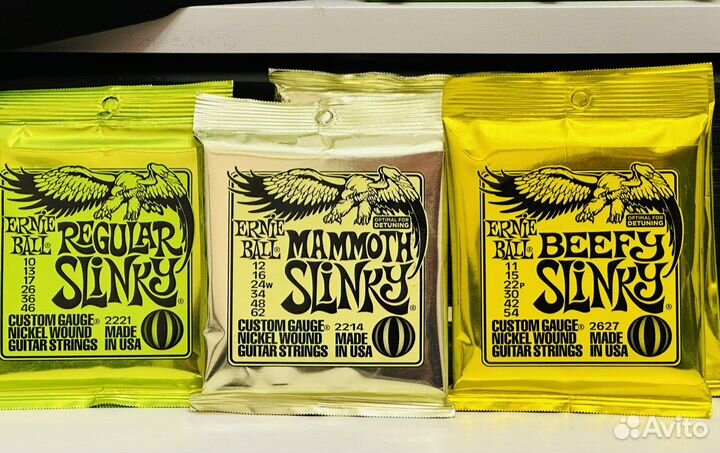 ERNIE
BALL®
REGULAR
SLINKY®
10
13
17
26
36
46
CUSTOM GAUGE® 2221
NICKEL WOUND MADE
GUITAR STRINGS IN USA
OPTIMAL FOR
DETUNING
ERNIE
BALL®
MAMMOTH
SLINKY®
12
16
24W
34
48
62
CUSTOM GAUGE® 2214
NICKEL WOUND MADE
GUITAR STRINGS IN USA
OPTIMAL FOR
DETUNING
ERNIE
BALL®
BEEFY
SLINKY®
11
15
22P
30
42
54
CUSTOM GAUGE® 2627
NICKEL WOUND MADE
GUITAR STRINGS IN USA
Avito